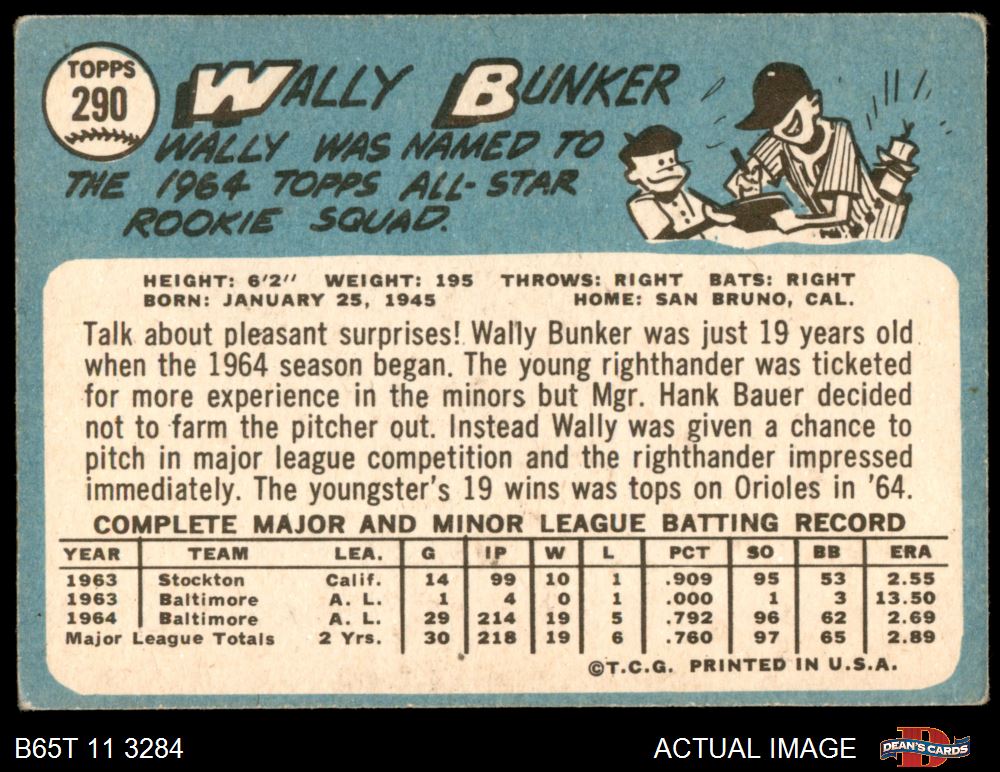 TOPPS
290
WALLY BUNKER
WALLY WAS NAMED TO
THE 1964 TOPPS ALL-STAR
ROOKIE SQUAD.
HEIGHT: 6'2" WEIGHT: 195 THROWS: RIGHT BATS: RIGHT
BORN: JANUARY 25, 1945 HOME: SAN BRUNO, CAL.
Talk about pleasant surprises! Wally Bunker was just 19 years old
when the 1964 season began. The young righthander was ticketed
for more experience in the minors but Mgr. Hank Bauer decided
not to farm the pitcher out. Instead Wally was given a chance to
pitch in major league competition and the righthander impressed
immediately. The youngster's 19 wins was tops on Orioles in '64.
COMPLETE MAJOR AND MINOR LEAGUE BATTING RECORD
YEAR TEAM LEA. G IP W L PCT SO BB ERA
1963 Stockton Calif. 14 99 10 1 .909 95 53 2.55
1963 Baltimore A. L. 1 4 0 1 .000 1 3 13.50
1964 Baltimore A. L. 29 214 19 5 .792 96 62 2.69
Major League Totals 2 Yrs. 30 218 19 6 .760 97 65 2.89
©T.C.G. PRINTED IN U.S.A.
B65T 11 3284 ACTUAL IMAGE D DEAN'S CARDS